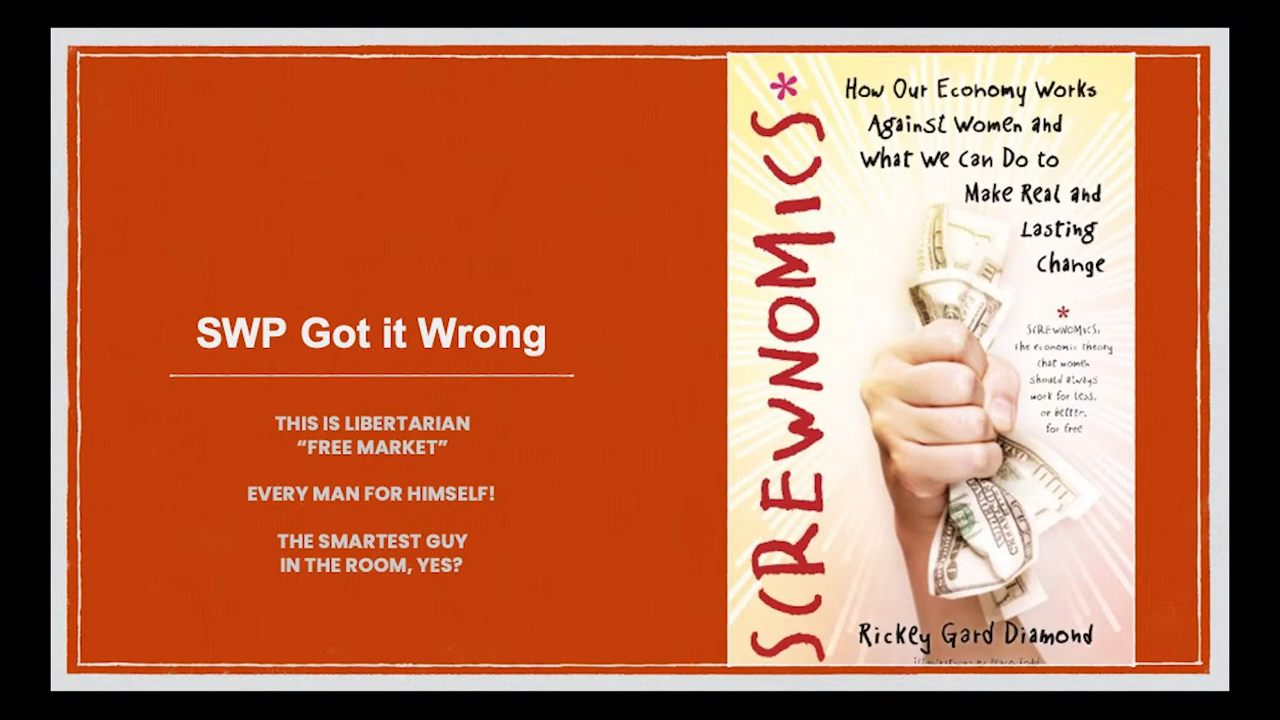 SWP Got it Wrong
THIS IS LIBERTARIAN
“FREE MARKET”
EVERY MAN FOR HIMSELF!
THE SMARTEST GUY
IN THE ROOM, YES?
SCREWNOMICS*
How Our Economy Works
Against Women and
What We Can Do to
Make Real and
Lasting
Change
*
SCREWNOMICS:
the economic theory
that women
should always
work for less,
or better,
for free
Rickey Gard Diamond